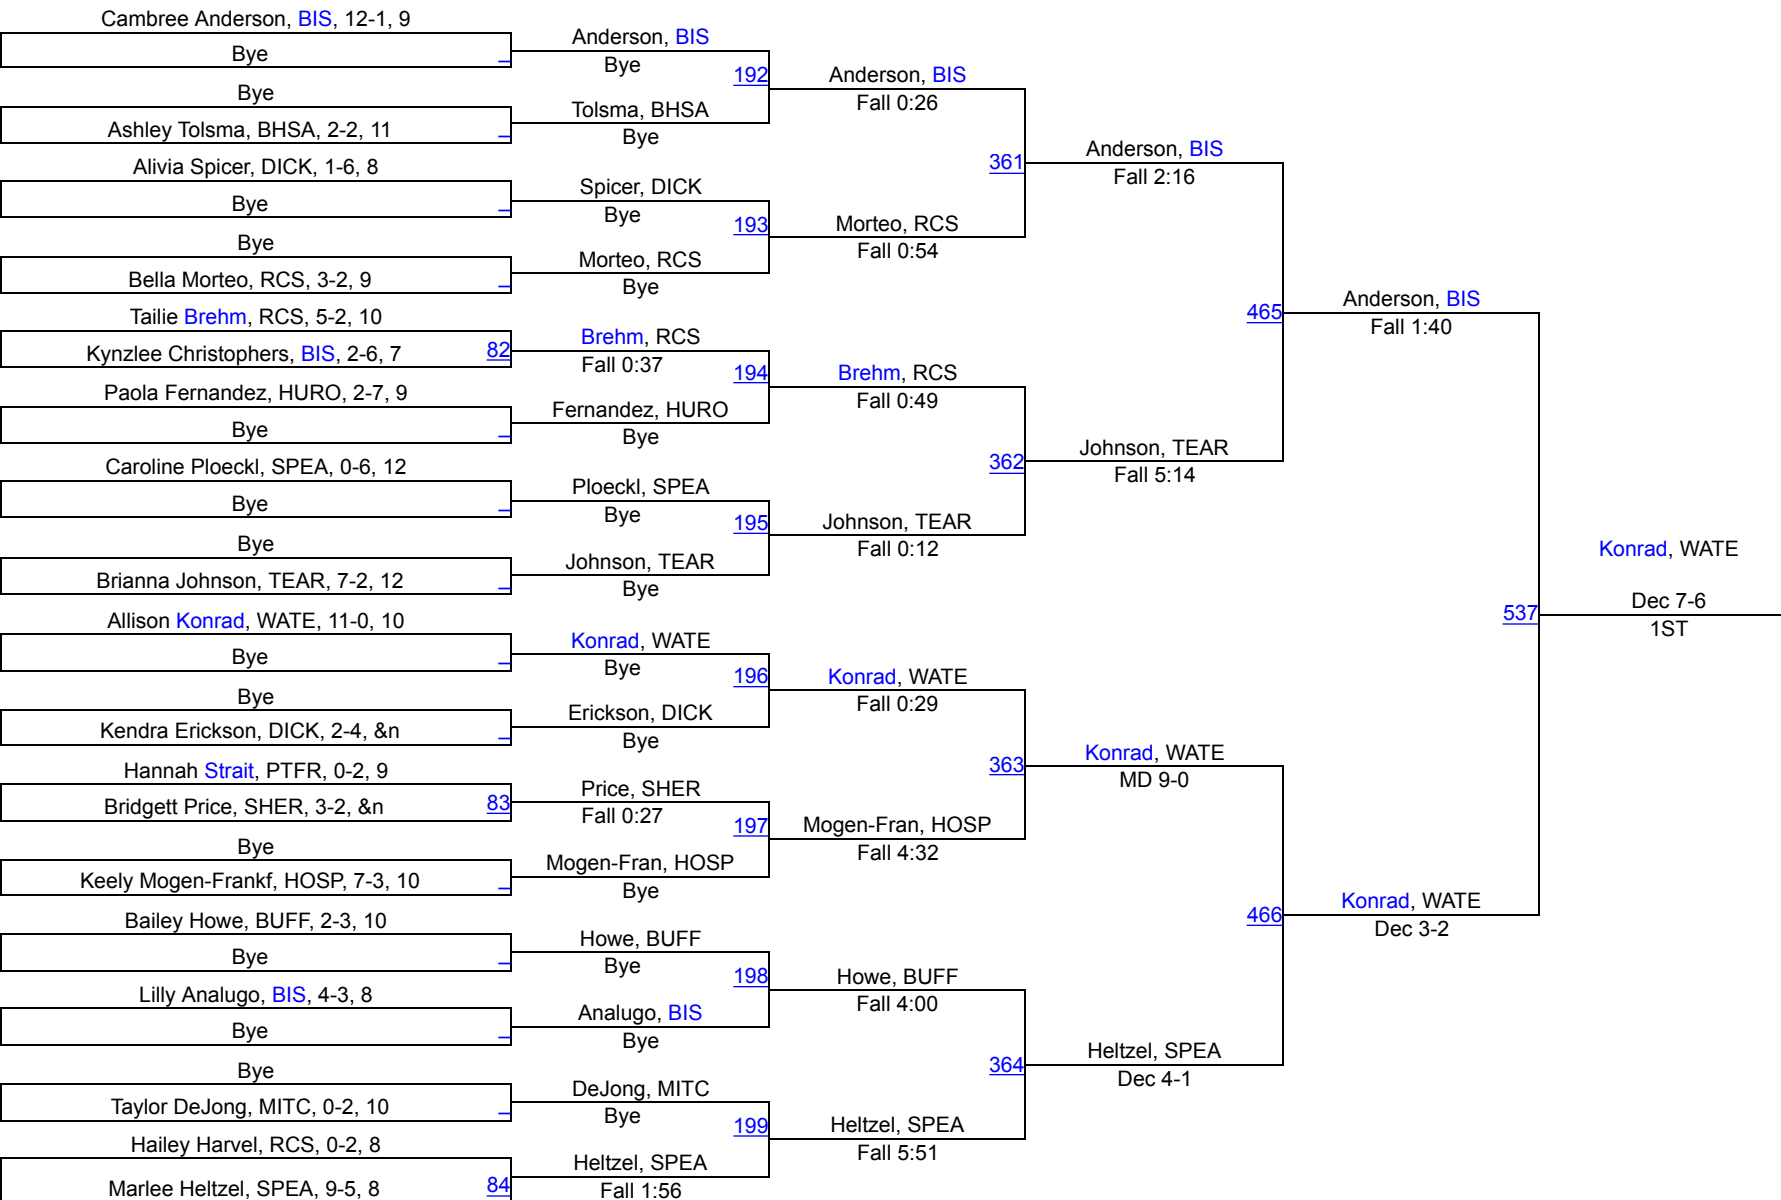 Cambree Anderson, BIS, 12-1, 9
Bye
Bye
Ashley Tolsma, BHSA, 2-2, 11
Alivia Spicer, DICK, 1-6, 8
Bye
Bye
Bella Morteo, RCS, 3-2, 9
Tailie Brehm, RCS, 5-2, 10
Kynzlee Christophers, BIS, 2-6, 7
82
Paola Fernandez, HURO, 2-7, 9
Bye
Caroline Ploeckl, SPEA, 0-6, 12
Bye
Bye
Brianna Johnson, TEAR, 7-2, 12
Allison Konrad, WATE, 11-0, 10
Bye
Bye
Kendra Erickson, DICK, 2-4, &n
Hannah Strait, PTFR, 0-2, 9
Bridgett Price, SHER, 3-2, &n
83
Bye
Keely Mogen-Frankf, HOSP, 7-3, 10
Bailey Howe, BUFF, 2-3, 10
Bye
Lilly Analugo, BIS, 4-3, 8
Bye
Bye
Taylor DeJong, MITC, 0-2, 10
Hailey Harvel, RCS, 0-2, 8
Marlee Heltzel, SPEA, 9-5, 8
84
Anderson, BIS
Bye
192
Tolsma, BHSA
Bye
Spicer, DICK
Bye
193
Morteo, RCS
Bye
Brehm, RCS
Fall 0:37
194
Fernandez, HURO
Bye
Ploeckl, SPEA
Bye
195
Johnson, TEAR
Bye
Konrad, WATE
Bye
196
Erickson, DICK
Bye
Price, SHER
Fall 0:27
197
Mogen-Fran, HOSP
Bye
Howe, BUFF
Bye
198
Analugo, BIS
Bye
DeJong, MITC
Bye
199
Heltzel, SPEA
Fall 1:56
Anderson, BIS
Fall 0:26
361
Morteo, RCS
Fall 0:54
Brehm, RCS
Fall 0:49
362
Johnson, TEAR
Fall 0:12
Konrad, WATE
Fall 0:29
363
Mogen-Fran, HOSP
Fall 4:32
Howe, BUFF
Fall 4:00
364
Heltzel, SPEA
Fall 5:51
Anderson, BIS
Fall 2:16
465
Johnson, TEAR
Fall 5:14
Konrad, WATE
MD 9-0
466
Heltzel, SPEA
Dec 4-1
Anderson, BIS
Fall 1:40
537
Konrad, WATE
Dec 3-2
Konrad, WATE
Dec 7-6
1ST